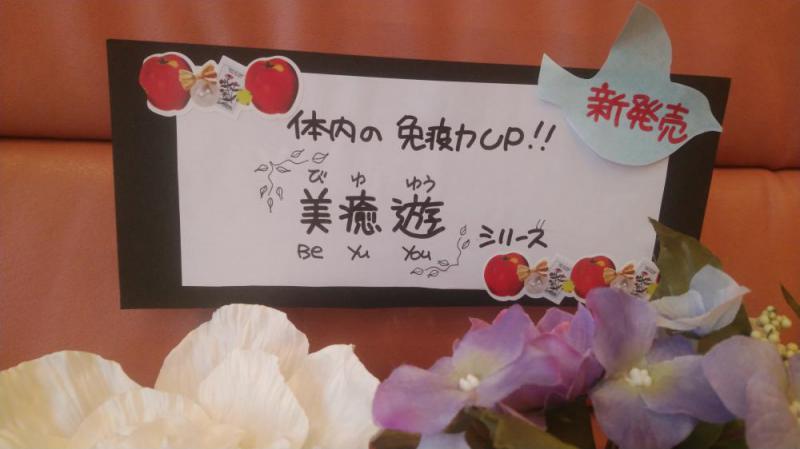 新発売
体内の 免疫力UP!!
び ゆ ゆう
美癒遊 シリーズ
Be Yu You